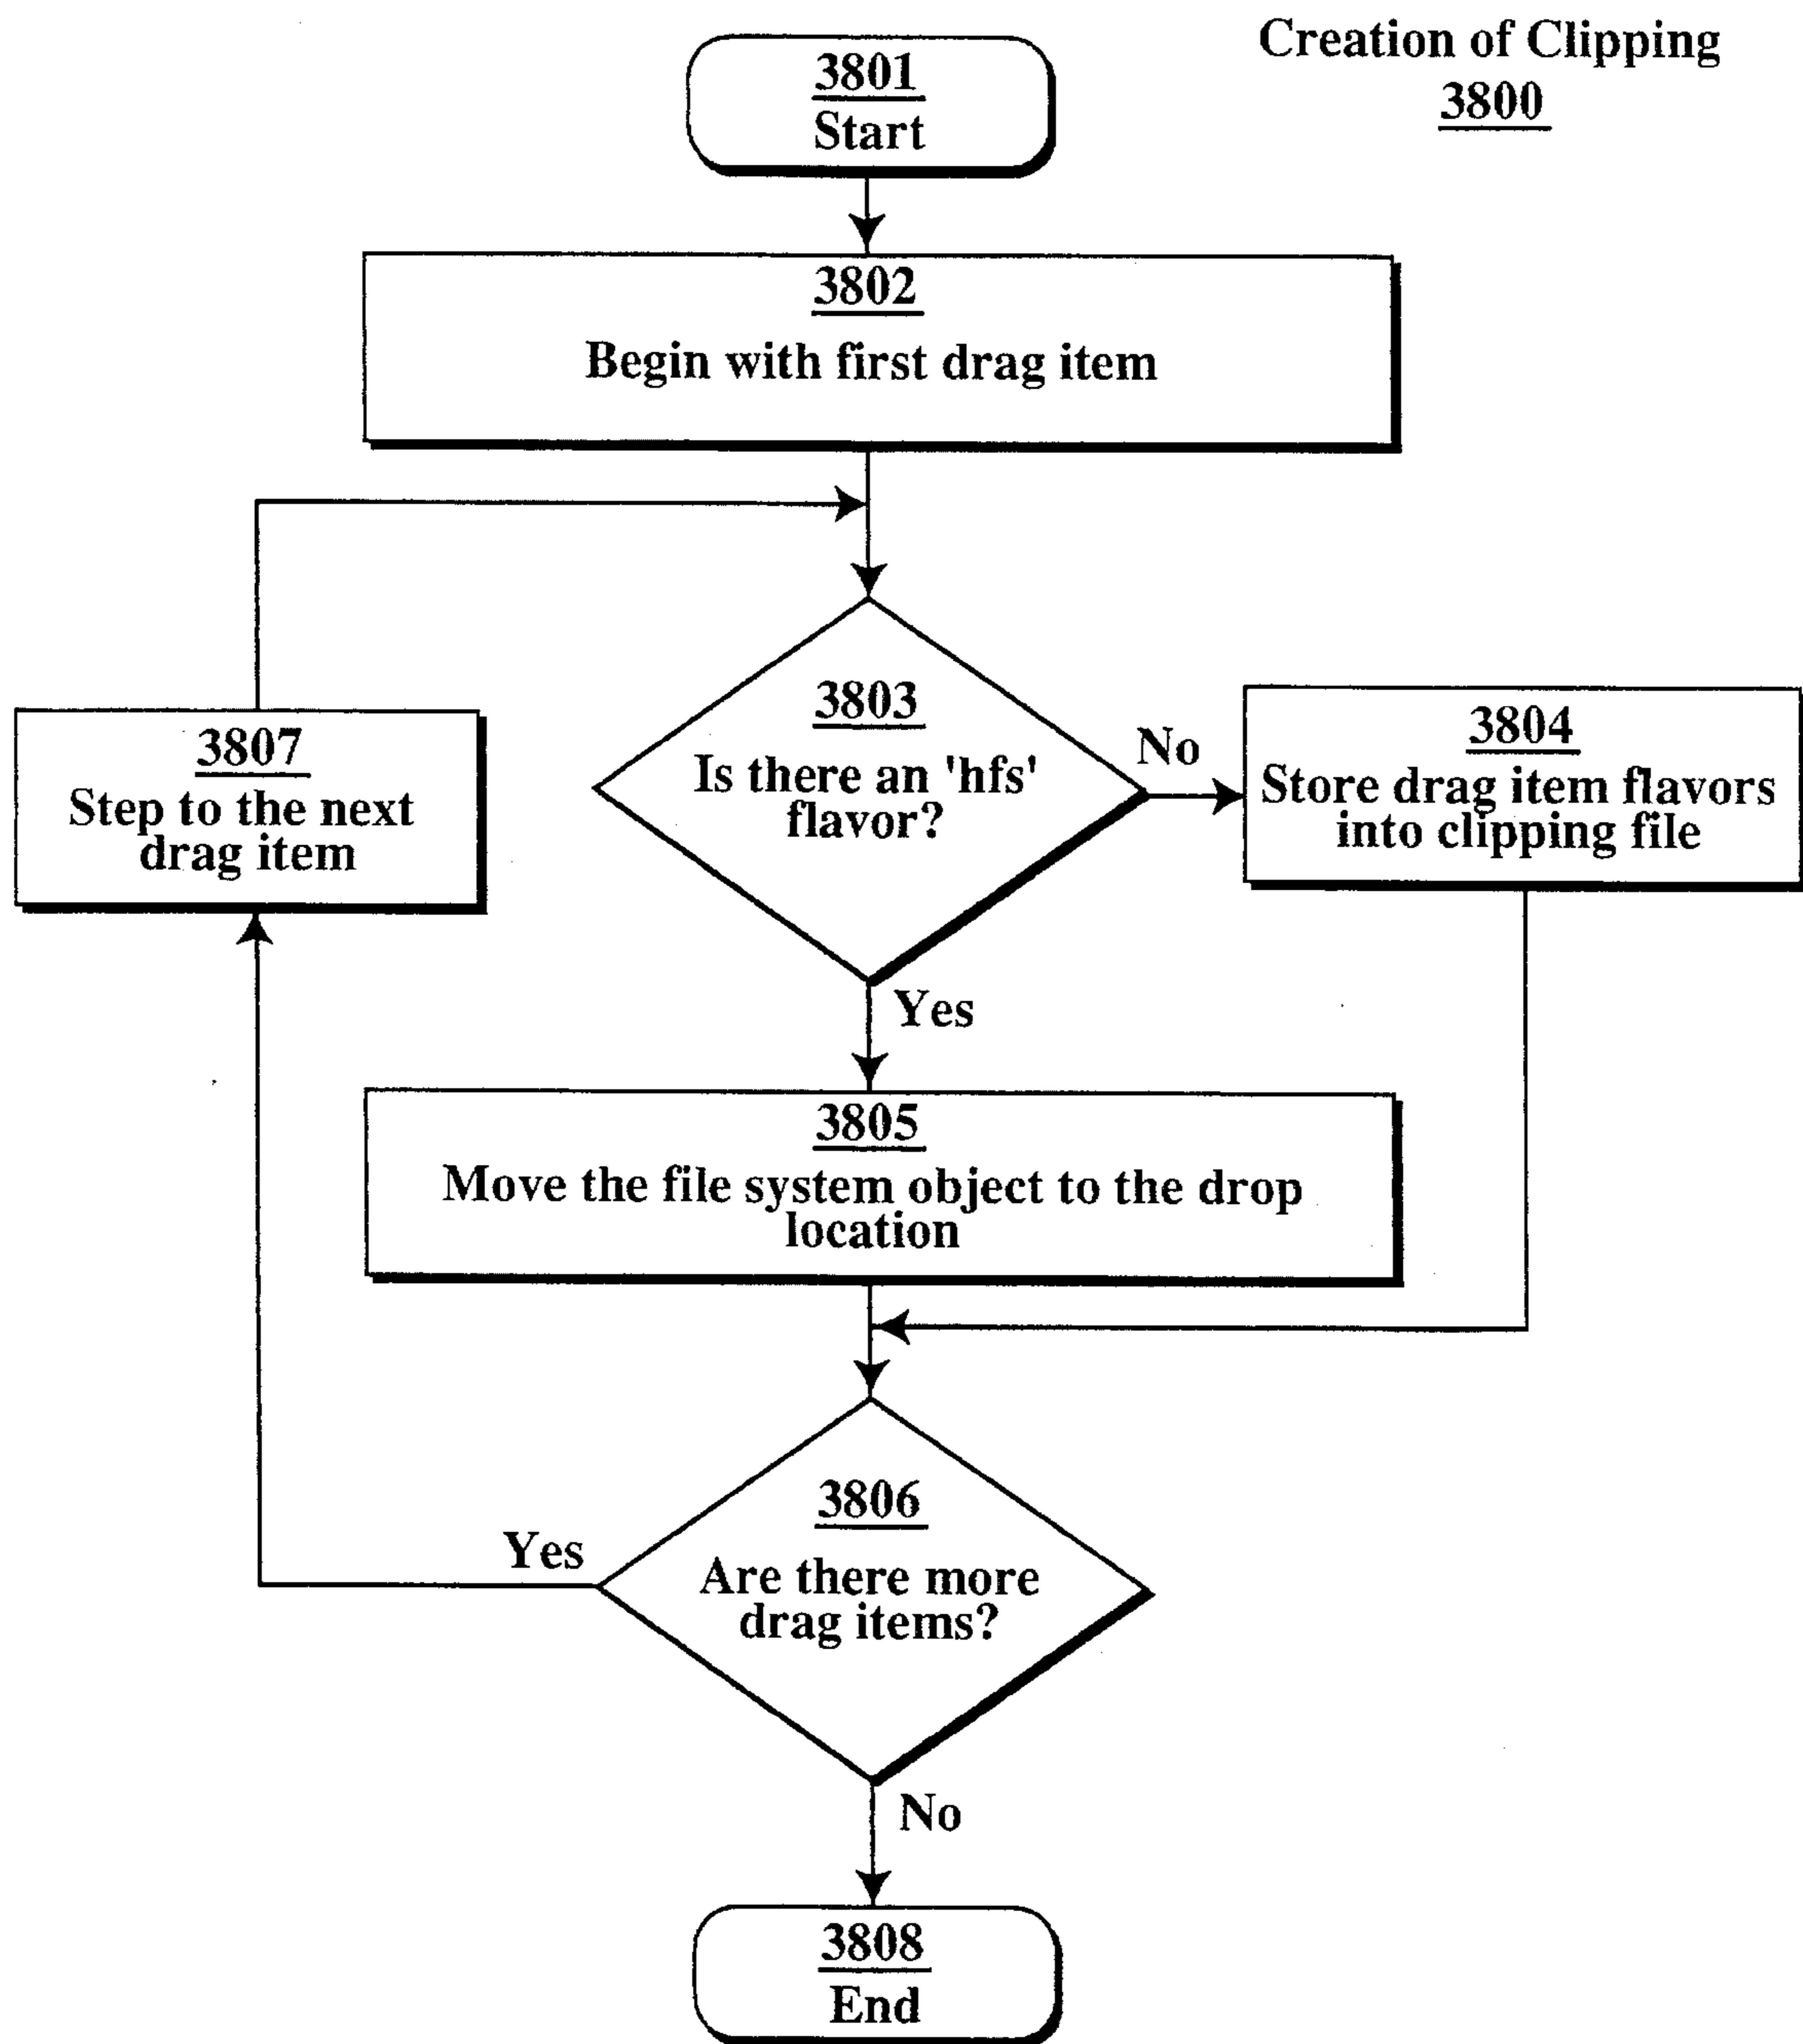 Creation of Clipping
3800
3801
Start
3802
Begin with first drag item
3803
Is there an 'hfs'
flavor?
No
3804
Store drag item flavors
into clipping file
3807
Step to the next
drag item
Yes
3805
Move the file system object to the drop
location
3806
Are there more
drag items?
Yes
No
3808
End